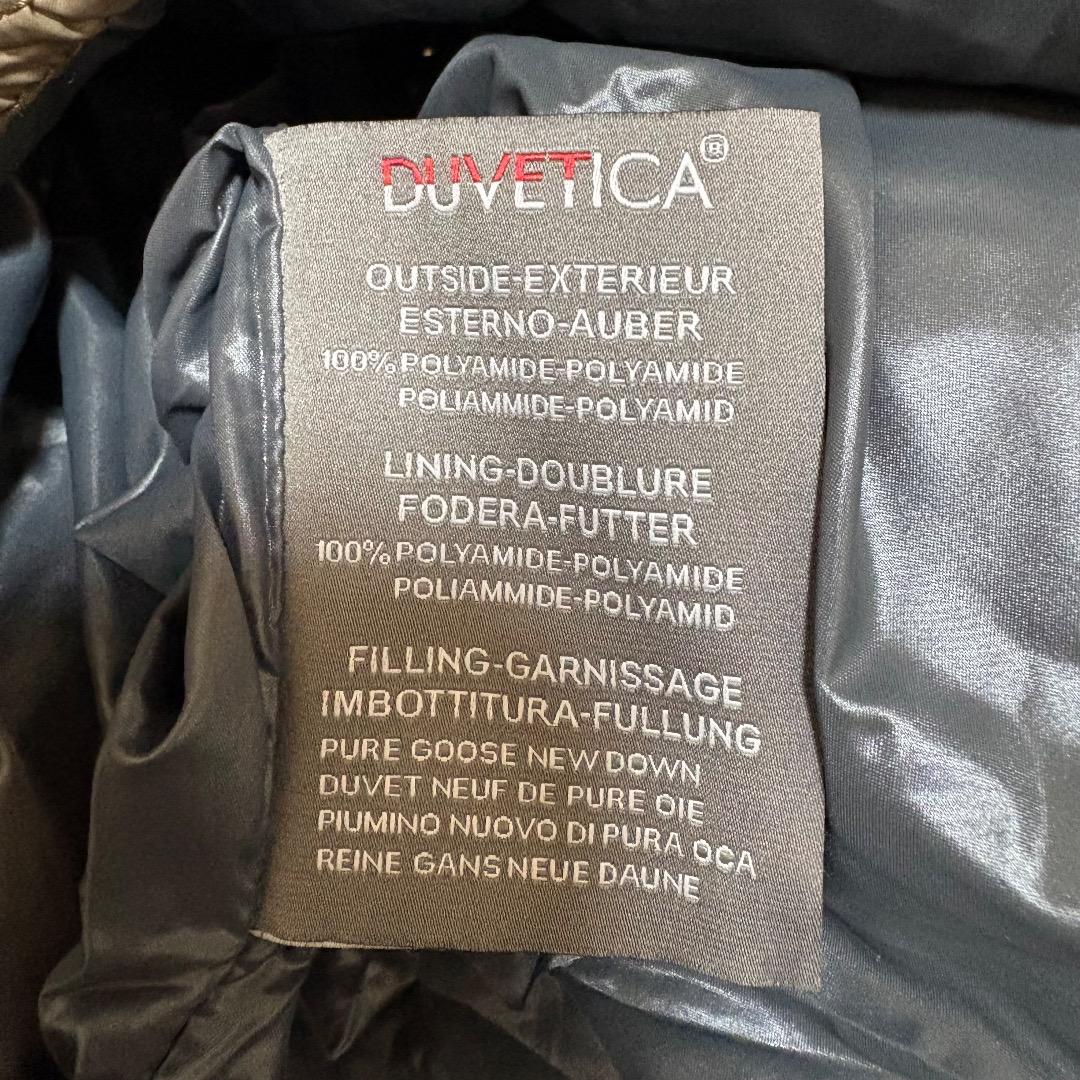 DUVETICA®
OUTSIDE-EXTERIEUR
ESTERNO-AUBER
100% POLYAMIDE-POLYAMIDE
POLIAMMIDE-POLYAMID
LINING-DOUBLURE
FODERA-FUTTER
100% POLYAMIDE-POLYAMIDE
POLIAMMIDE-POLYAMID
FILLING-GARNISSAGE
IMBOTTITURA-FULLUNG
PURE GOOSE NEW DOWN
DUVET NEUF DE PURE OIE
PIUMINO NUOVO DI PURA OCA
REINE GANS NEUE DAUNE